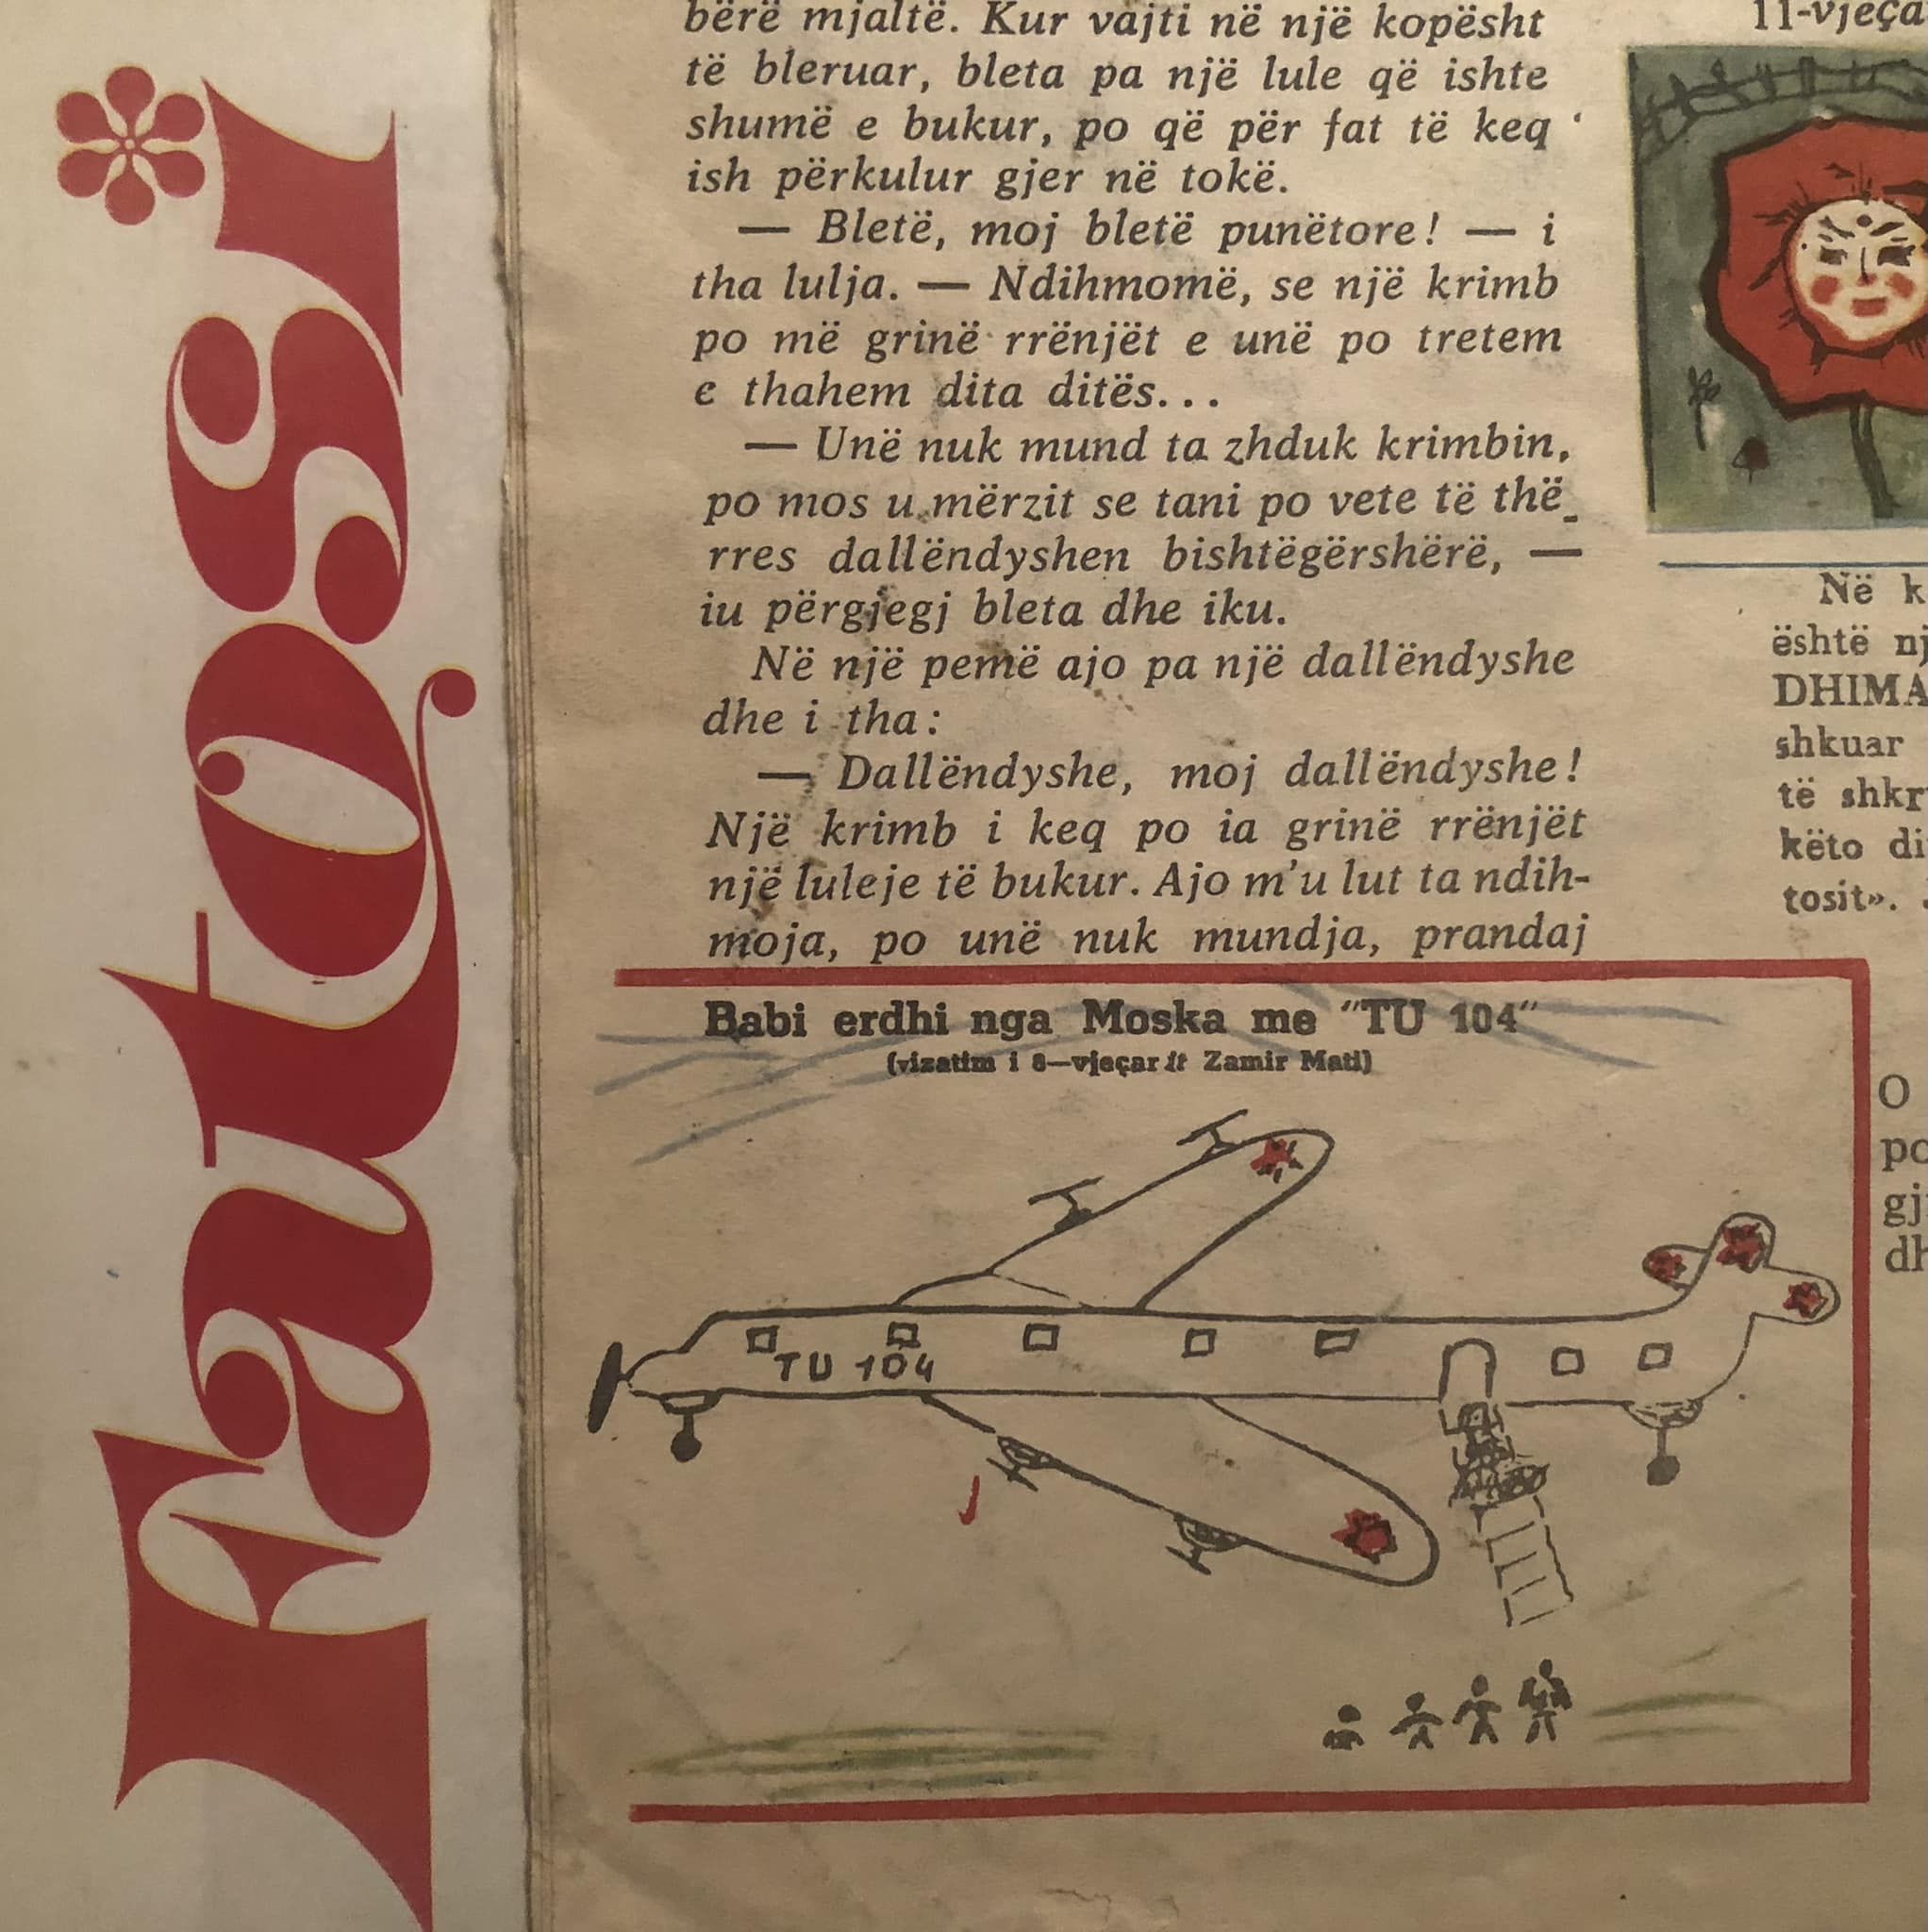 Fatosi
bërë mjaltë. Kur vajti në një kopësht
të bleruar, bleta pa një lule që ishte
shumë e bukur, po që për fat të keq
ish përkulur gjer në tokë.
— Bletë, moj bletë punëtore! — i
tha lulja. — Ndihmomë, se një krimb
po më grinë rrënjët e unë po tretem
e thahem dita ditës...
— Unë nuk mund ta zhduk krimbin,
po mos u mërzit se tani po vete të thë-
rres dallëndyshen bishtëgërshërë, —
iu përgjegj bleta dhe iku.
Në një pemë ajo pa një dallëndyshe
dhe i tha:
— Dallëndyshe, moj dallëndyshe!
Një krimb i keq po ia grinë rrënjët
një luleje të bukur. Ajo m'u lut ta ndih-
moja, po unë nuk mundja, prandaj
Babi erdhi nga Moska me "TU 104"
(vizatim i 8—vjeçarit Zamir Mati)
TU 104
11-vjeça
Në k
është nj
DHIMA
shkuar
të shkr
këto di
tosit».
O
po
gj
dh